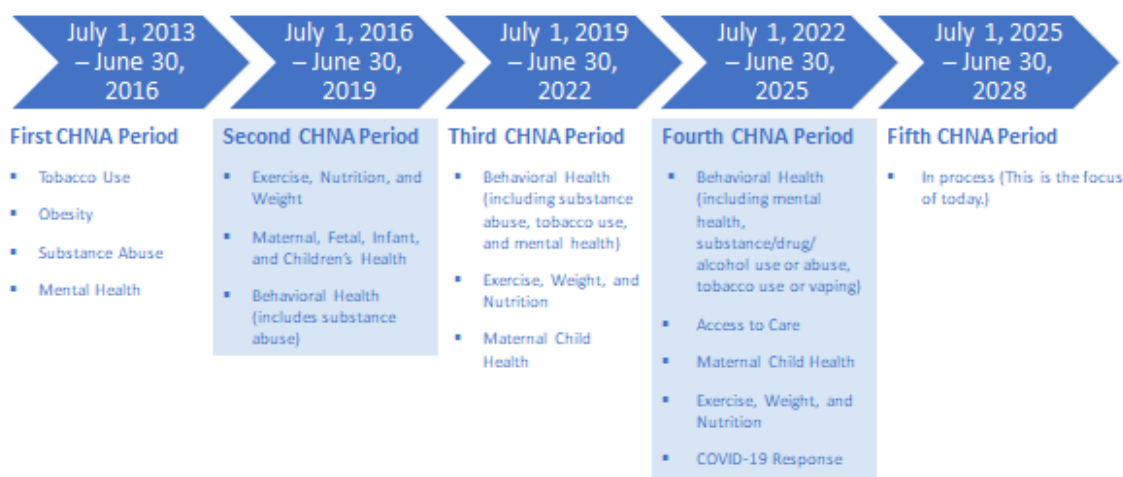 July 1, 2013
– June 30,
2016
July 1, 2016
– June 30,
2019
July 1, 2019
– June 30,
2022
July 1, 2022
– June 30,
2025
July 1, 2025
– June 30,
2028
First CHNA Period
▪ Tobacco Use
▪ Obesity
▪ Substance Abuse
▪ Mental Health
Second CHNA Period
▪ Exercise, Nutrition, and
Weight
▪ Maternal, Fetal, Infant,
and Children's Health
▪ Behavioral Health
(includes substance
abuse)
Third CHNA Period
▪ Behavioral Health
(including substance
abuse, tobacco use,
and mental health)
▪ Exercise, Weight, and
Nutrition
▪ Maternal Child
Health
Fourth CHNA Period
▪ Behavioral Health
(including mental
health,
substance/drug/
alcohol use or abuse,
tobacco use or vaping)
▪ Access to Care
▪ Maternal Child Health
▪ Exercise, Weight, and
Nutrition
▪ COVID-19 Response
Fifth CHNA Period
▪ In process (This is the focus
of today.)